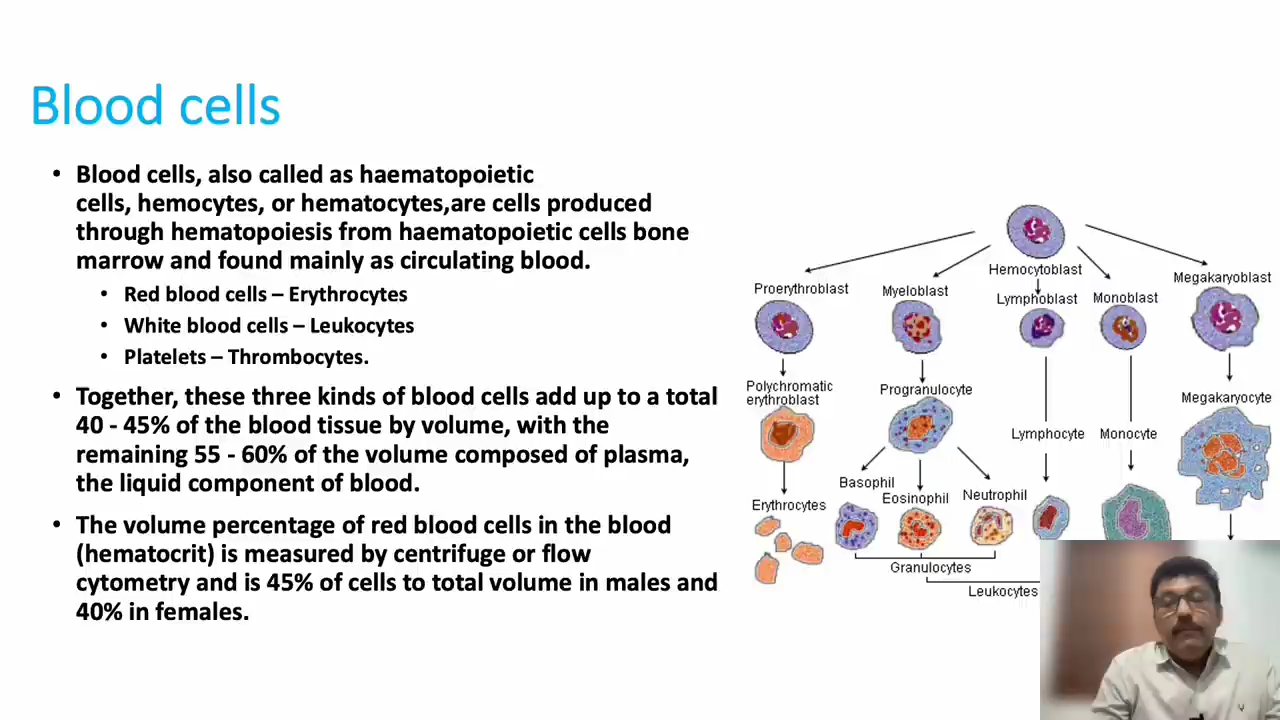 Blood cells
• Blood cells, also called as haematopoietic
cells, hemocytes, or hematocytes,are cells produced
through hematopoiesis from haematopoietic cells bone
marrow and found mainly as circulating blood.
• Red blood cells – Erythrocytes
• White blood cells – Leukocytes
• Platelets – Thrombocytes.
• Together, these three kinds of blood cells add up to a total
40 - 45% of the blood tissue by volume, with the
remaining 55 - 60% of the volume composed of plasma,
the liquid component of blood.
• The volume percentage of red blood cells in the blood
(hematocrit) is measured by centrifuge or flow
cytometry and is 45% of cells to total volume in males and
40% in females.
Hemocytoblast
Proerythroblast
Myeloblast
Lymphoblast
Monoblast
Megakaryoblast
Polychromatic
erythroblast
Progranulocyte
Megakaryocyte
Lymphocyte
Monocyte
Basophil
Eosinophil
Neutrophil
Erythrocytes
Granulocytes
Leukocytes